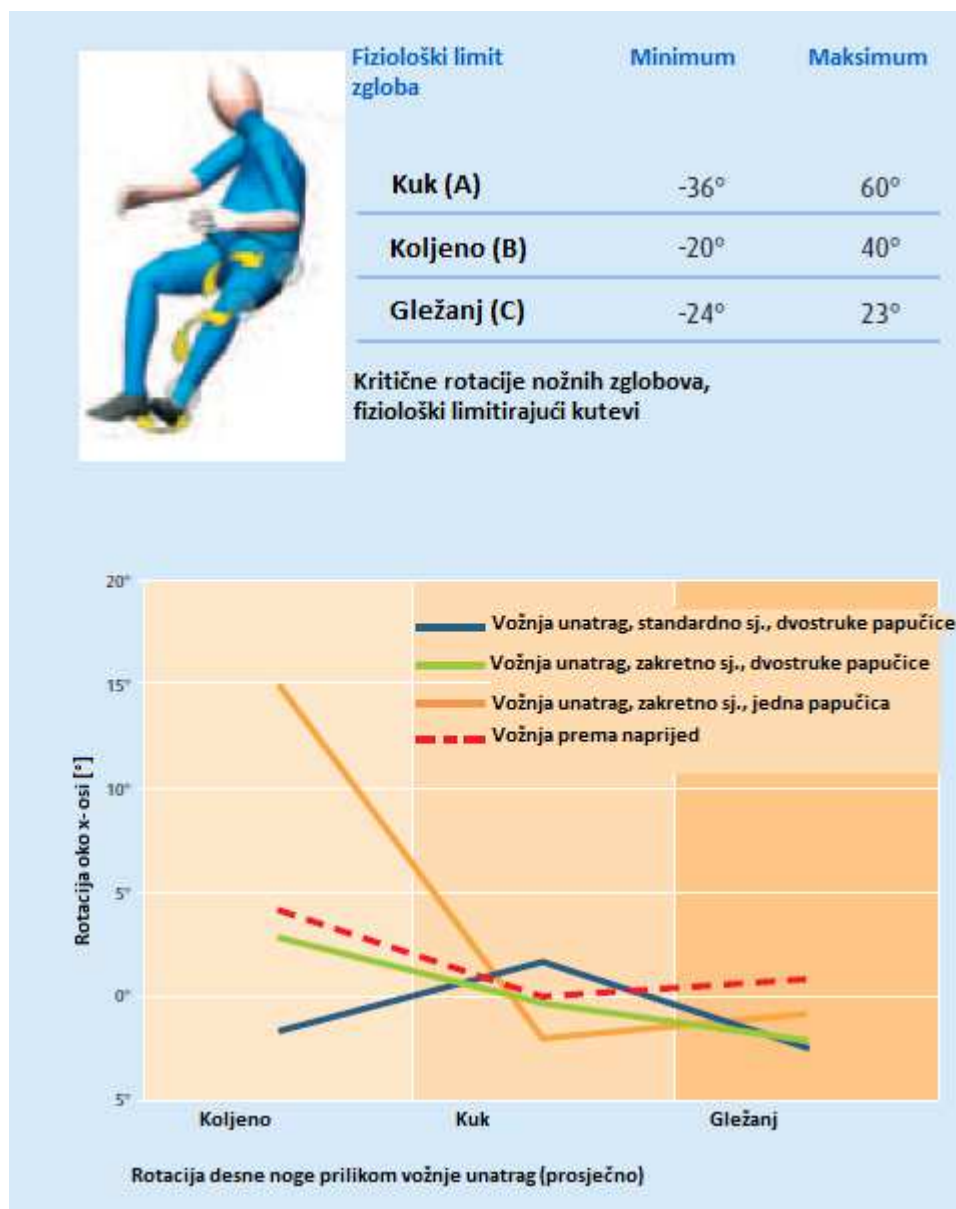 Fiziološki limit zgloba Minimum Maksimum
Kuk (A) -36° 60°
Koljeno (B) -20° 40°
Gležanj (C) -24° 23°
Kritične rotacije nožnih zglobova,
fiziološki limitirajući kutevi
20°
15°
10°
5°
0°
5°
Rotacija oko x- osi [°]
Vožnja unatrag, standardno sj., dvostruke papučice
Vožnja unatrag, zakretno sj., dvostruke papučice
Vožnja unatrag, zakretno sj., jedna papučica
Vožnja prema naprijed
Koljeno Kuk Gležanj
Rotacija desne noge prilikom vožnje unatrag (prosječno)